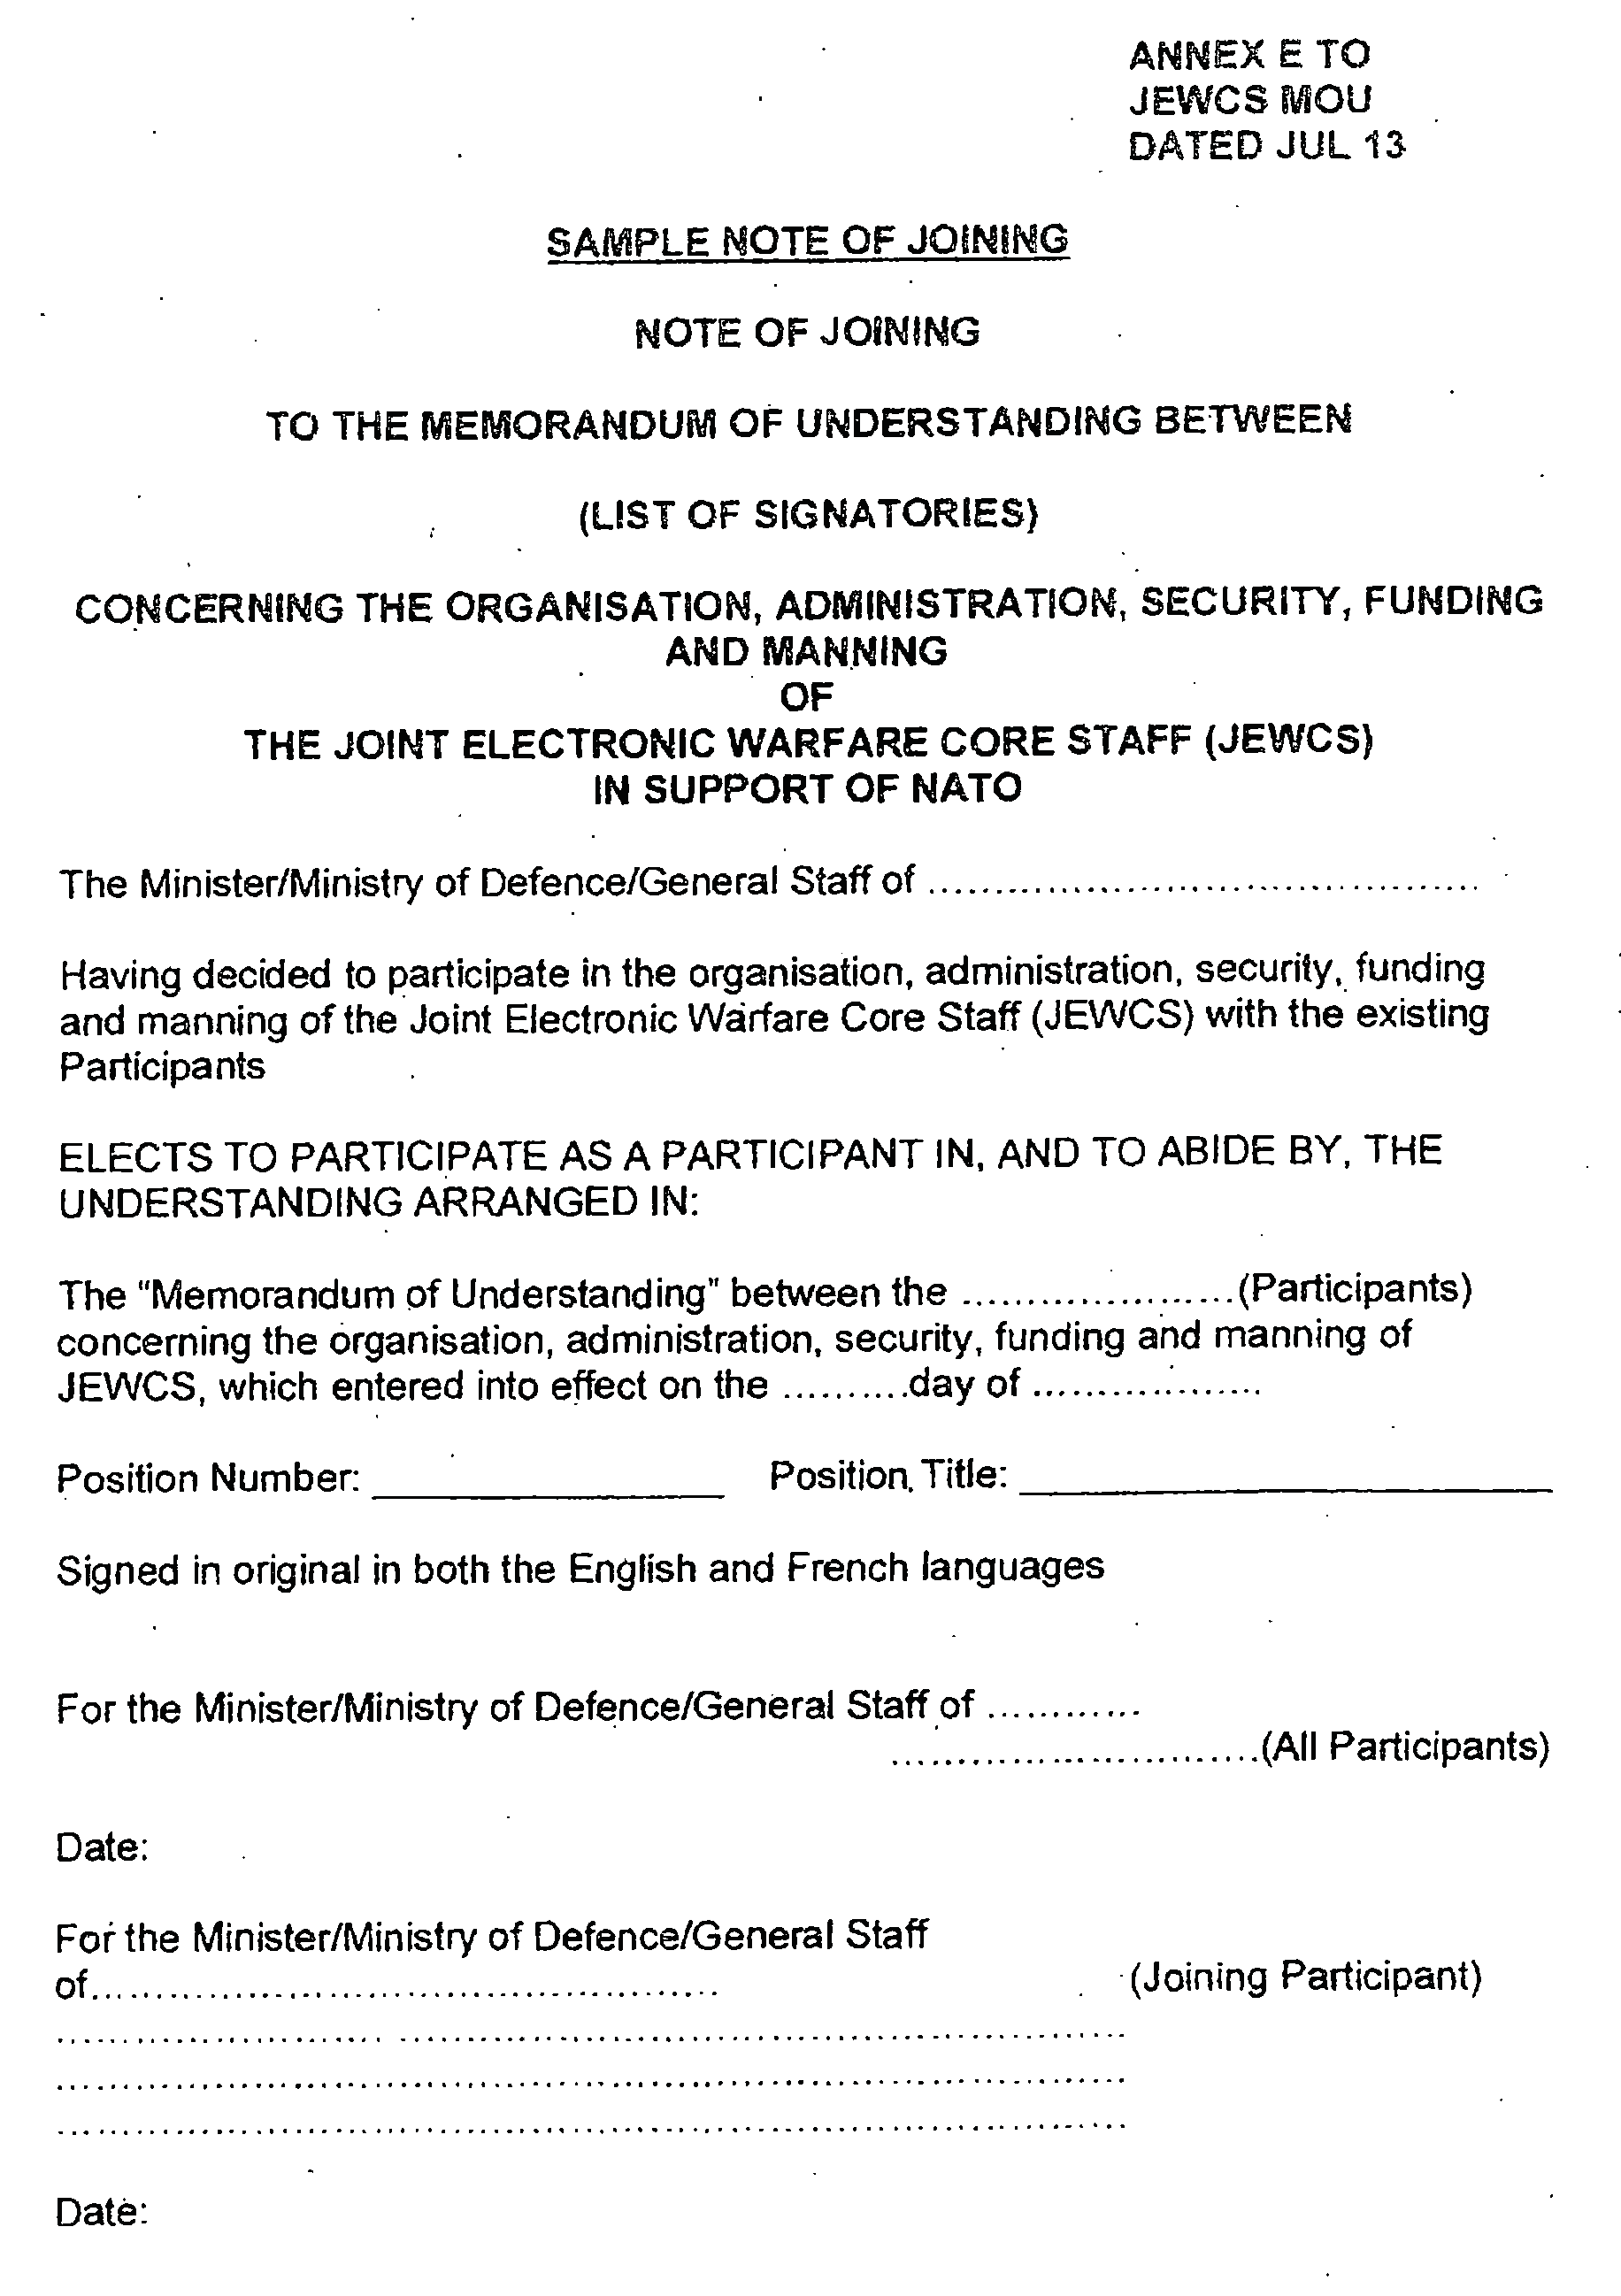 ANNEX E TO
JEWCS MOU
DATED JUL 13
SAMPLE NOTE OF JOINING
NOTE OF JOINING
TO THE MEMORANDUM OF UNDERSTANDING BETWEEN
(LIST OF SIGNATORIES)
CONCERNING THE ORGANISATION, ADMINISTRATION, SECURITY, FUNDING
AND MANNING
OF
THE JOINT ELECTRONIC WARFARE CORE STAFF (JEWCS)
IN SUPPORT OF NATO
The Minister/Ministry of Defence/General Staff of ..........................................
Having decided to participate in the organisation, administration, security, funding
and manning of the Joint Electronic Warfare Core Staff (JEWCS) with the existing
Participants
ELECTS TO PARTICIPATE AS A PARTICIPANT IN, AND TO ABIDE BY, THE
UNDERSTANDING ARRANGED IN:
The "Memorandum of Understanding" between the .....................(Participants)
concerning the organisation, administration, security, funding and manning of
JEWCS, which entered into effect on the ..........day of ..................
Position Number: _______________ Position Title: _______________________
Signed in original in both the English and French languages
For the Minister/Ministry of Defence/General Staff of ............
............................(All Participants)
Date:
For the Minister/Ministry of Defence/General Staff
of................................................ (Joining Participant)
.................................................................................
.................................................................................
.................................................................................
Date: